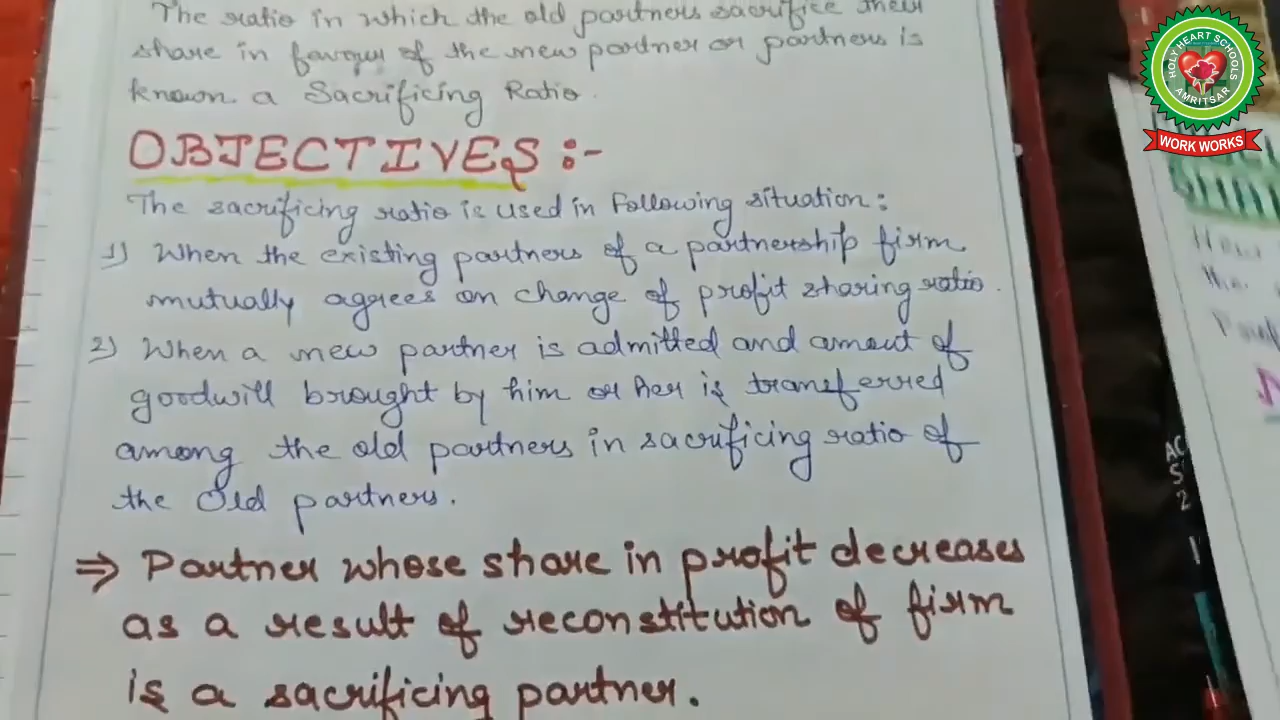 The ratio in which the old partners sacrifice their
share in favour of the new partner or partners is
known a Sacrificing Ratio.
OBJECTIVES :-
The sacrificing ratio is used in following situation:
1) When the existing partners of a partnership firm
mutually agrees on change of profit sharing ratio.
2) When a new partner is admitted and amout of
goodwill brought by him or her is transferred
among the old partners in sacrificing ratio of
the old partners.
⇒ Partner whose share in profit decreases
as a result of reconstitution of firm
is a sacrificing partner.
HOLY HEART SCHOOLS
AMRITSAR
WORK WORKS